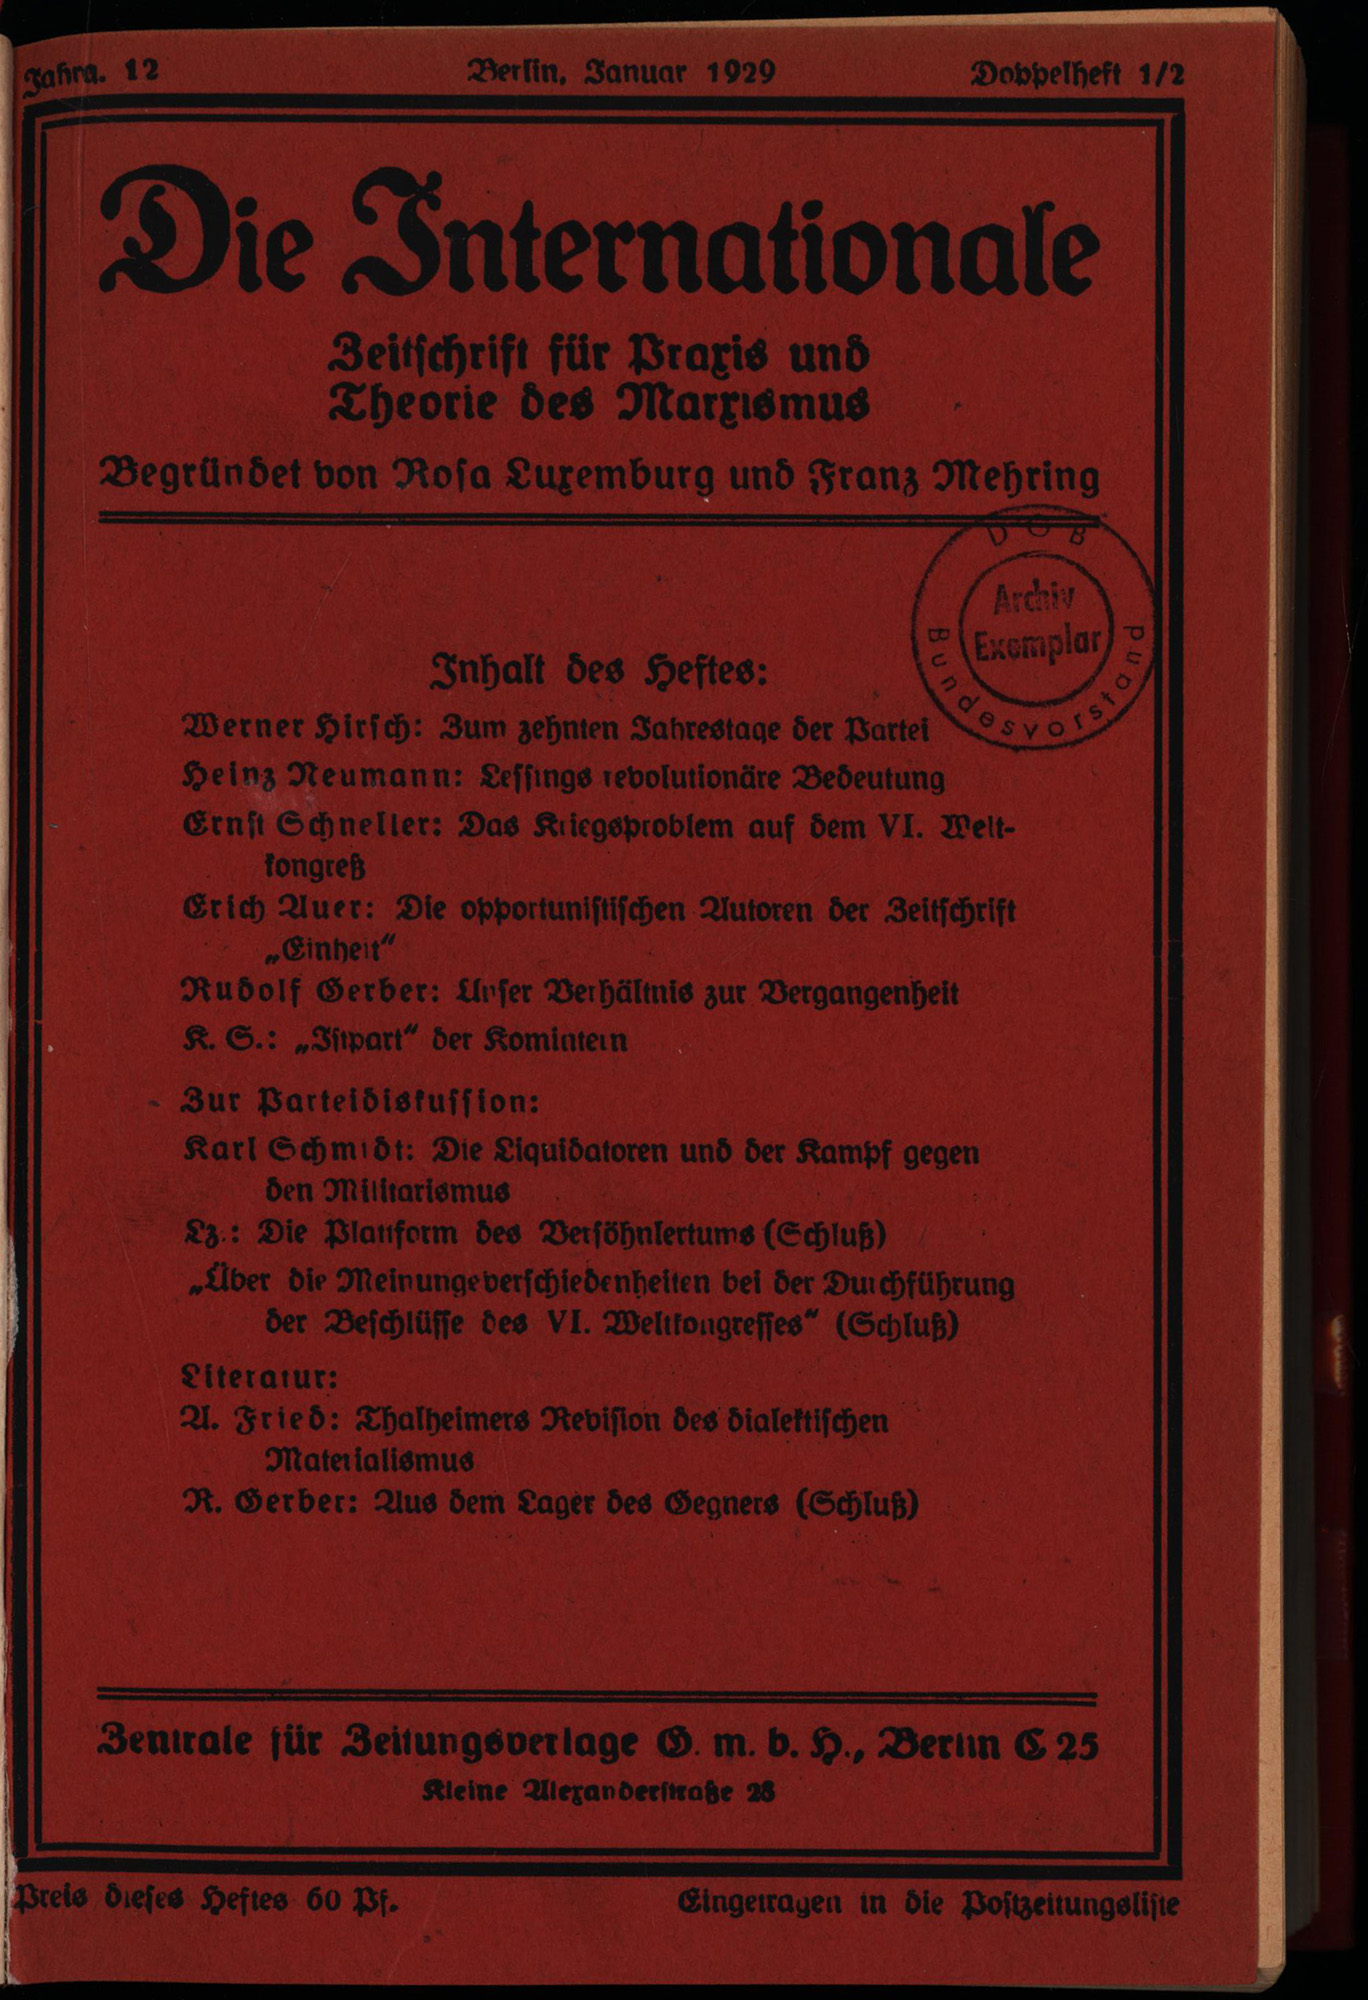 Jahrg. 12 Berlin, Januar 1929 Doppelheft 1/2
Die Internationale
Zeitschrift für Praxis und
Theorie des Marxismus
Begründet von Rosa Luxemburg und Franz Mehring
D G B
Archiv
Exemplar
Bundesvorstand
Inhalt des Heftes:
Werner Hirsch: Zum zehnten Jahrestage der Partei
Heinz Neumann: Lessings revolutionäre Bedeutung
Ernst Schneller: Das Kriegsproblem auf dem VI. Welt-
kongreß
Erich Auer: Die opportunistischen Autoren der Zeitschrift
„Einheit“
Rudolf Gerber: Unser Verhältnis zur Vergangenheit
K. S.: „Istpart“ der Komintern
Zur Parteidiskussion:
Karl Schmidt: Die Liquidatoren und der Kampf gegen
den Militarismus
Lz.: Die Plattform des Versöhnlertums (Schluß)
„Über die Meinungsverschiedenheiten bei der Durchführung
der Beschlüsse des VI. Weltkongresses“ (Schluß)
Literatur:
A. Fried: Thalheimers Revision des dialektischen
Materialismus
R. Gerber: Aus dem Lager des Gegners (Schluß)
Zentrale für Zeitungsverlage G. m. b. H., Berlin C 25
Kleine Alexanderstraße 28
Preis dieses Heftes 60 Pf. Eingetragen in die Postzeitungsliste